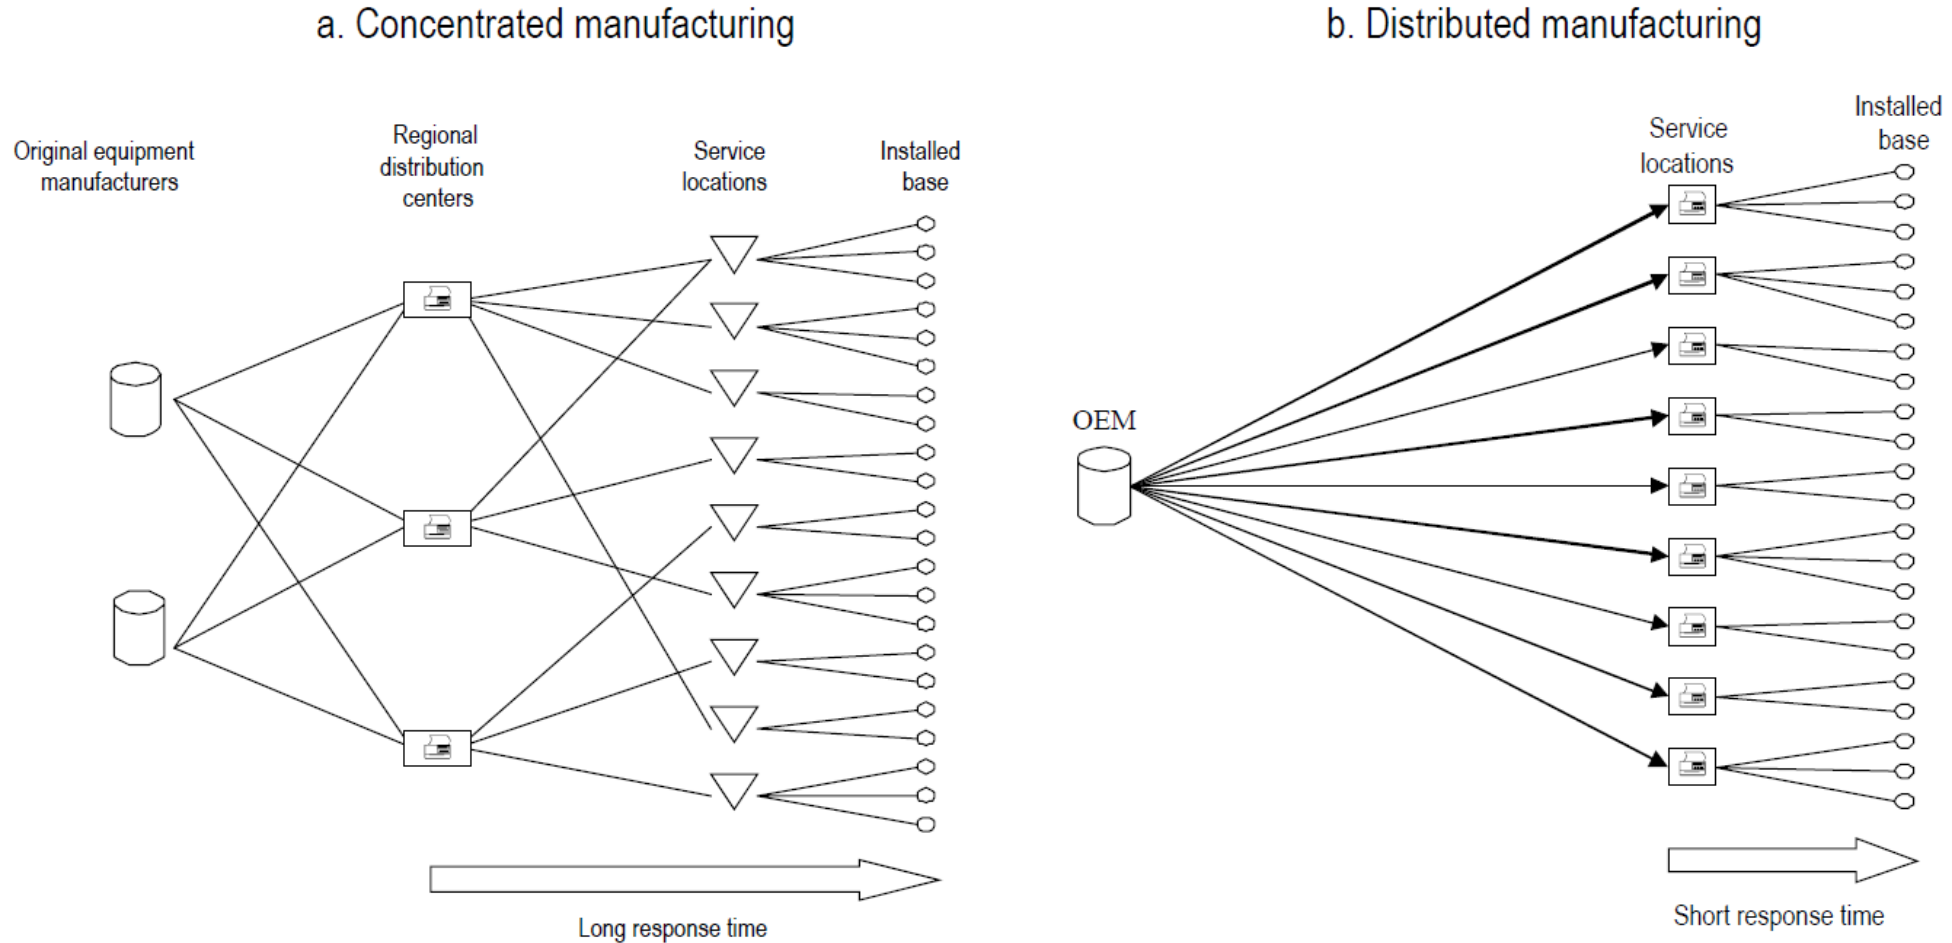 a. Concentrated manufacturing
Original equipment
manufacturers
Regional
distribution
centers
Service
locations
Installed
base
Long response time
b. Distributed manufacturing
OEM
Service
locations
Installed
base
Short response time